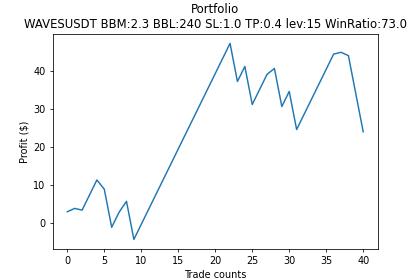 Portfolio
WAVESUSDT BBM:2.3 BBL:240 SL:1.0 TP:0.4 lev:15 WinRatio:73.0
40
30
20
10
0
Profit ($)
0 5 10 15 20 25 30 35 40
Trade counts